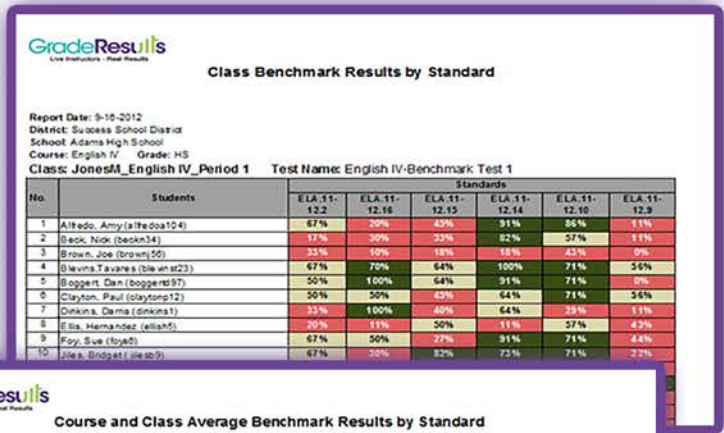 GradeResults
Live Instructors - Real Results
Class Benchmark Results by Standard
Report Date: 9-16-2012
District: Success School District
School: Adams High School
Course: English IV Grade: HS
Class: JonesM_English IV_Period 1 Test Name: English IV-Benchmark Test 1
No. Students Standards
ELA.11-12.2 ELA.11-12.16 ELA.11-12.15 ELA.11-12.14 ELA.11-12.10 ELA.11-12.9
1 Alfredo, Amy (alfredoa104) 67% 20% 45% 91% 86% 11%
2 Beck, Nick (beckn34) 17% 30% 33% 82% 57% 11%
3 Brown, Joe (brownj56) 33% 10% 18% 18% 43% 0%
4 Blevins,Tavares (blevinst23) 67% 70% 64% 100% 71% 56%
5 Boggert, Dan (boggertd97) 50% 100% 64% 91% 71% 0%
6 Clayton, Paul (claytonp12) 50% 50% 45% 64% 71% 56%
7 Dinkins, Darria (dinkins1) 33% 100% 40% 64% 29% 11%
8 Ellis, Hernandez (ellish5) 20% 11% 50% 11% 57% 43%
9 Foy, Sue (foys8) 67% 50% 27% 91% 71% 44%
10 Jiles, Bridget (jilesb9) 67% 30% 82% 73% 71% 22%
esults
Results
Course and Class Average Benchmark Results by Standard